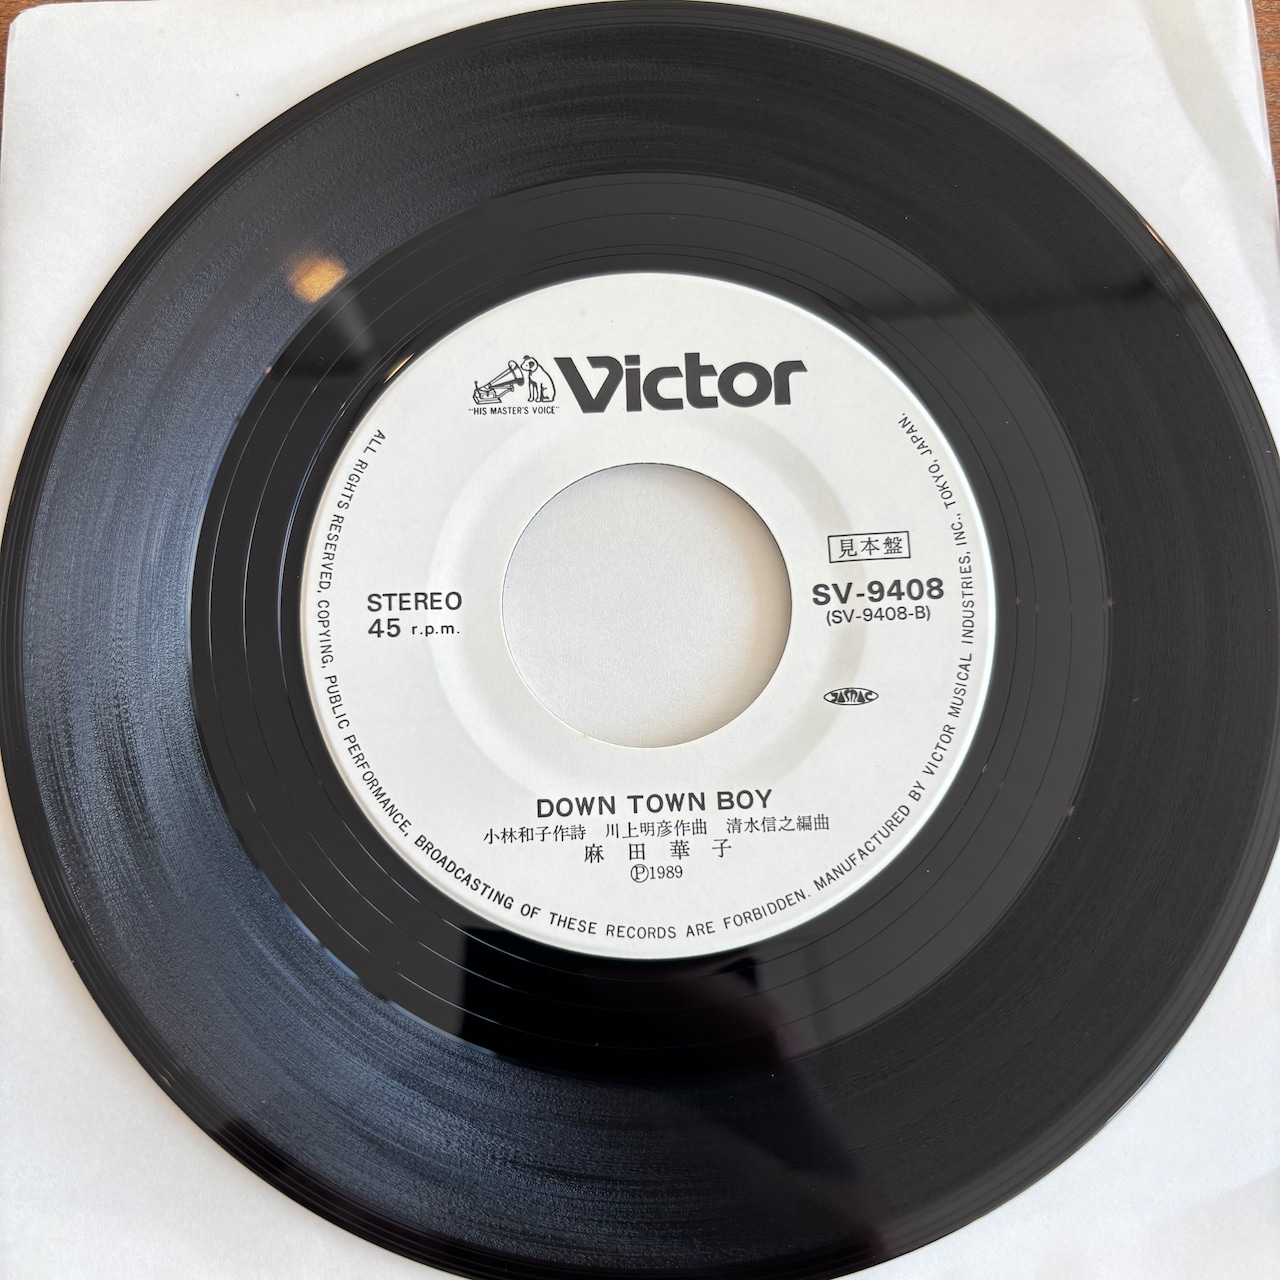 Victor
"HIS MASTER'S VOICE"
見本盤
STEREO
45 r.p.m.
SV-9408
(SV-9408-B)
JASRAC
DOWN TOWN BOY
小林和子作詩 川上明彦作曲 清水信之編曲
麻田華子
Ⓟ1989
ALL RIGHTS RESERVED, COPYING, PUBLIC PERFORMANCE, BROADCASTING OF THESE RECORDS ARE FORBIDDEN. MANUFACTURED BY VICTOR MUSICAL INDUSTRIES, INC., TOKYO, JAPAN.